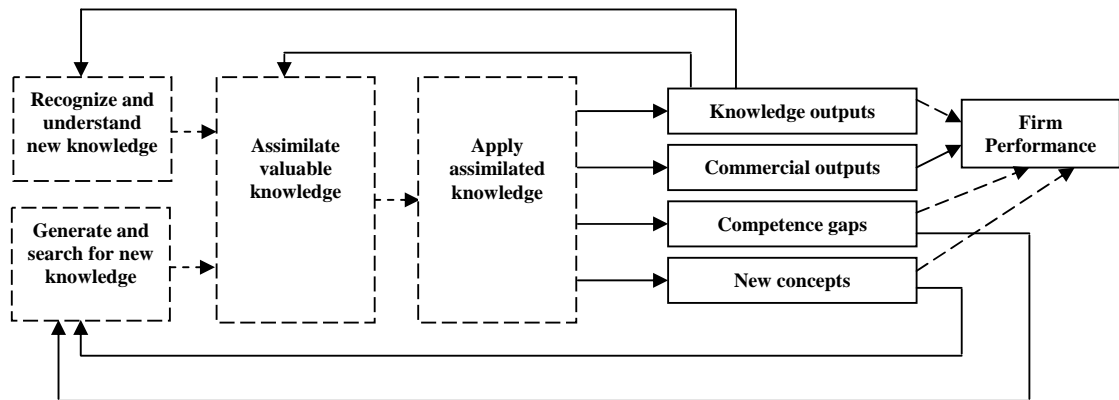 Recognize and
understand
new knowledge
Generate and
search for new
knowledge
Assimilate
valuable
knowledge
Apply
assimilated
knowledge
Knowledge outputs
Commercial outputs
Competence gaps
New concepts
Firm
Performance